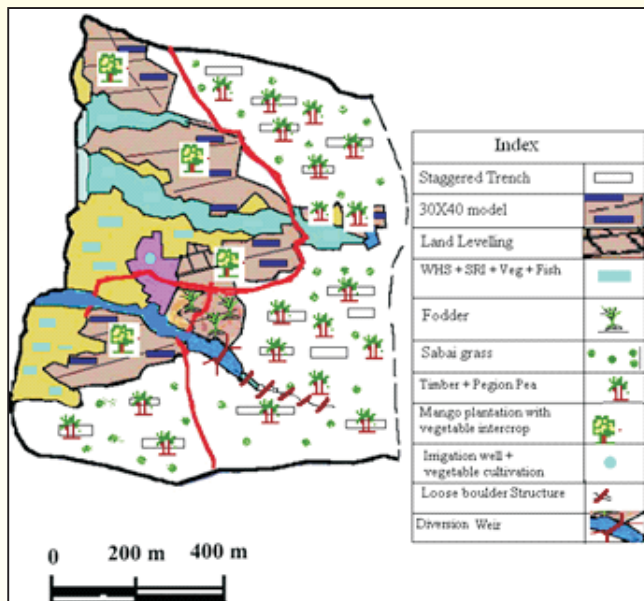 Index
Staggered Trench
30X40 model
Land Levelling
WHS + SRI + Veg + Fish
Fodder
Sabai grass
Timber + Pegion Pea
Mango plantation with
vegetable intercrop
Irrigation well +
vegetable cultivation
Loose boulder Structure
Diversion Weir
0
200 m
400 m